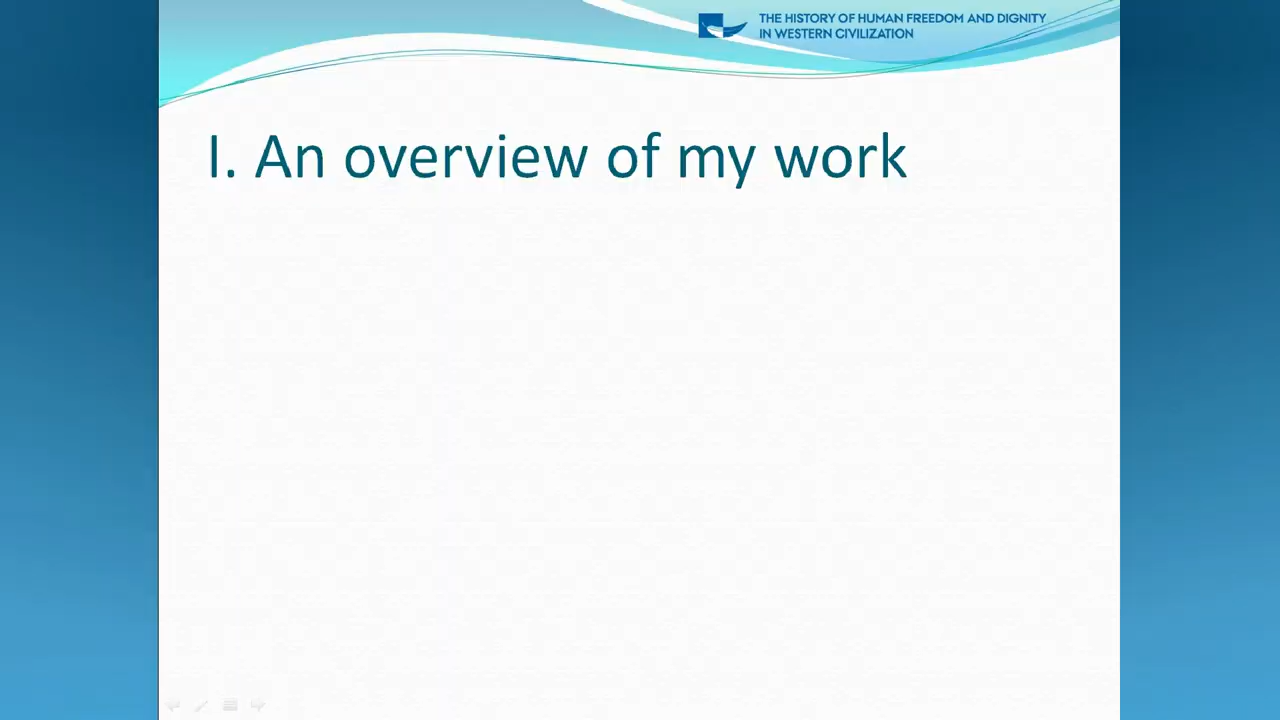 THE HISTORY OF HUMAN FREEDOM AND DIGNITY
IN WESTERN CIVILIZATION
I. An overview of my work